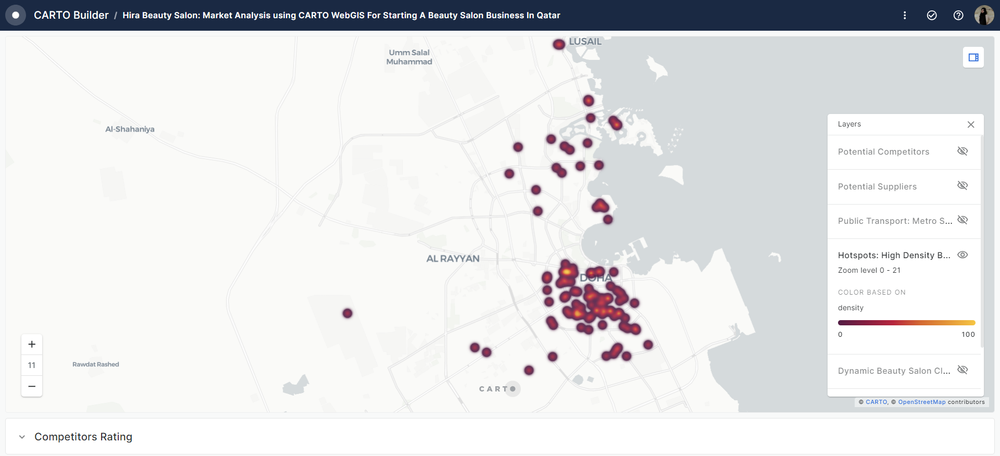 CARTO Builder / Hira Beauty Salon: Market Analysis using CARTO WebGIS For Starting A Beauty Salon Business In Qatar
LUSAIL
Umm Salal
Muhammad
Al-Shahaniya
AL RAYYAN
DOHA
Rawdat Rashed
CARTO
+
11
−
Layers
Potential Competitors
Potential Suppliers
Public Transport: Metro S...
Hotspots: High Density B...
Zoom level 0 - 21
COLOR BASED ON
density
0 100
Dynamic Beauty Salon Cl...
© CARTO, © OpenStreetMap contributors
Competitors Rating